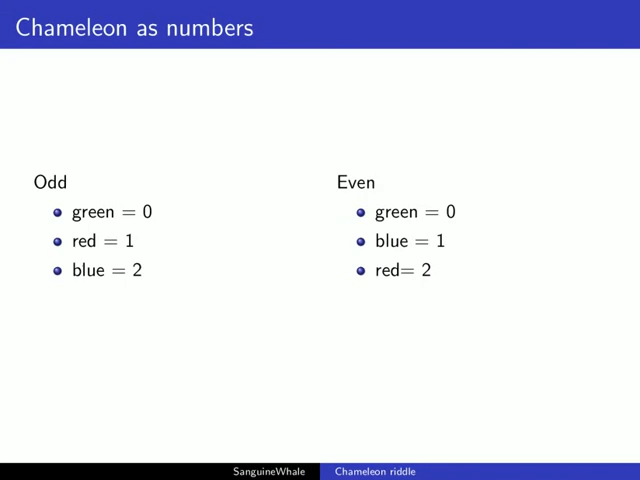 Chameleon as numbers
Odd
green = 0
red = 1
blue = 2
Even
green = 0
blue = 1
red= 2
SanguineWhale
Chameleon riddle